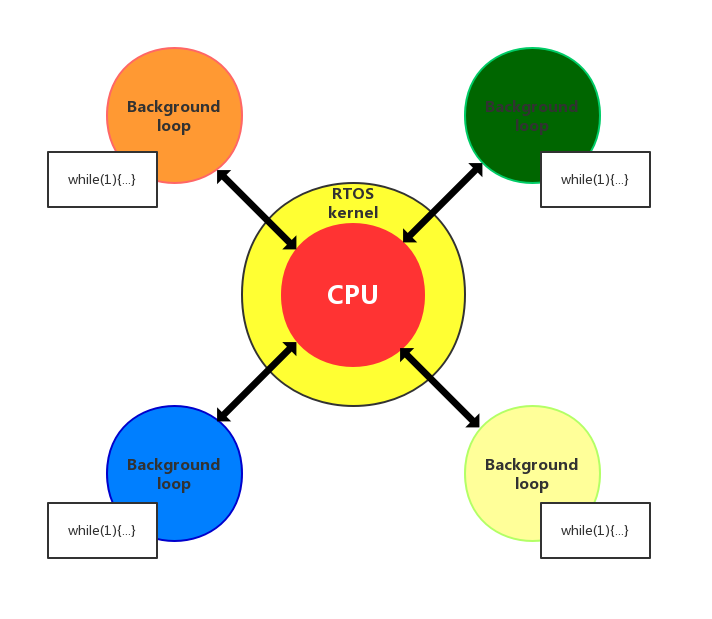 Background
loop
Background
loop
while(1){...}
while(1){...}
RTOS
kernel
CPU
Background
loop
Background
loop
while(1){...}
while(1){...}